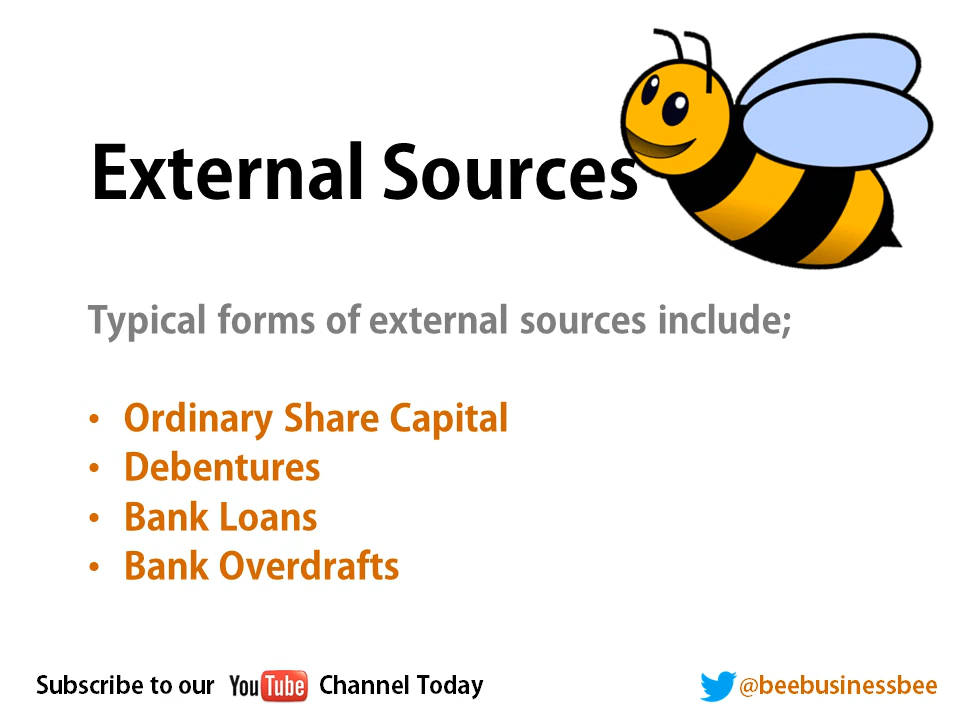 External Sources
Typical forms of external sources include;
• Ordinary Share Capital
• Debentures
• Bank Loans
• Bank Overdrafts
Subscribe to our YouTube Channel Today
@beebusinessbee